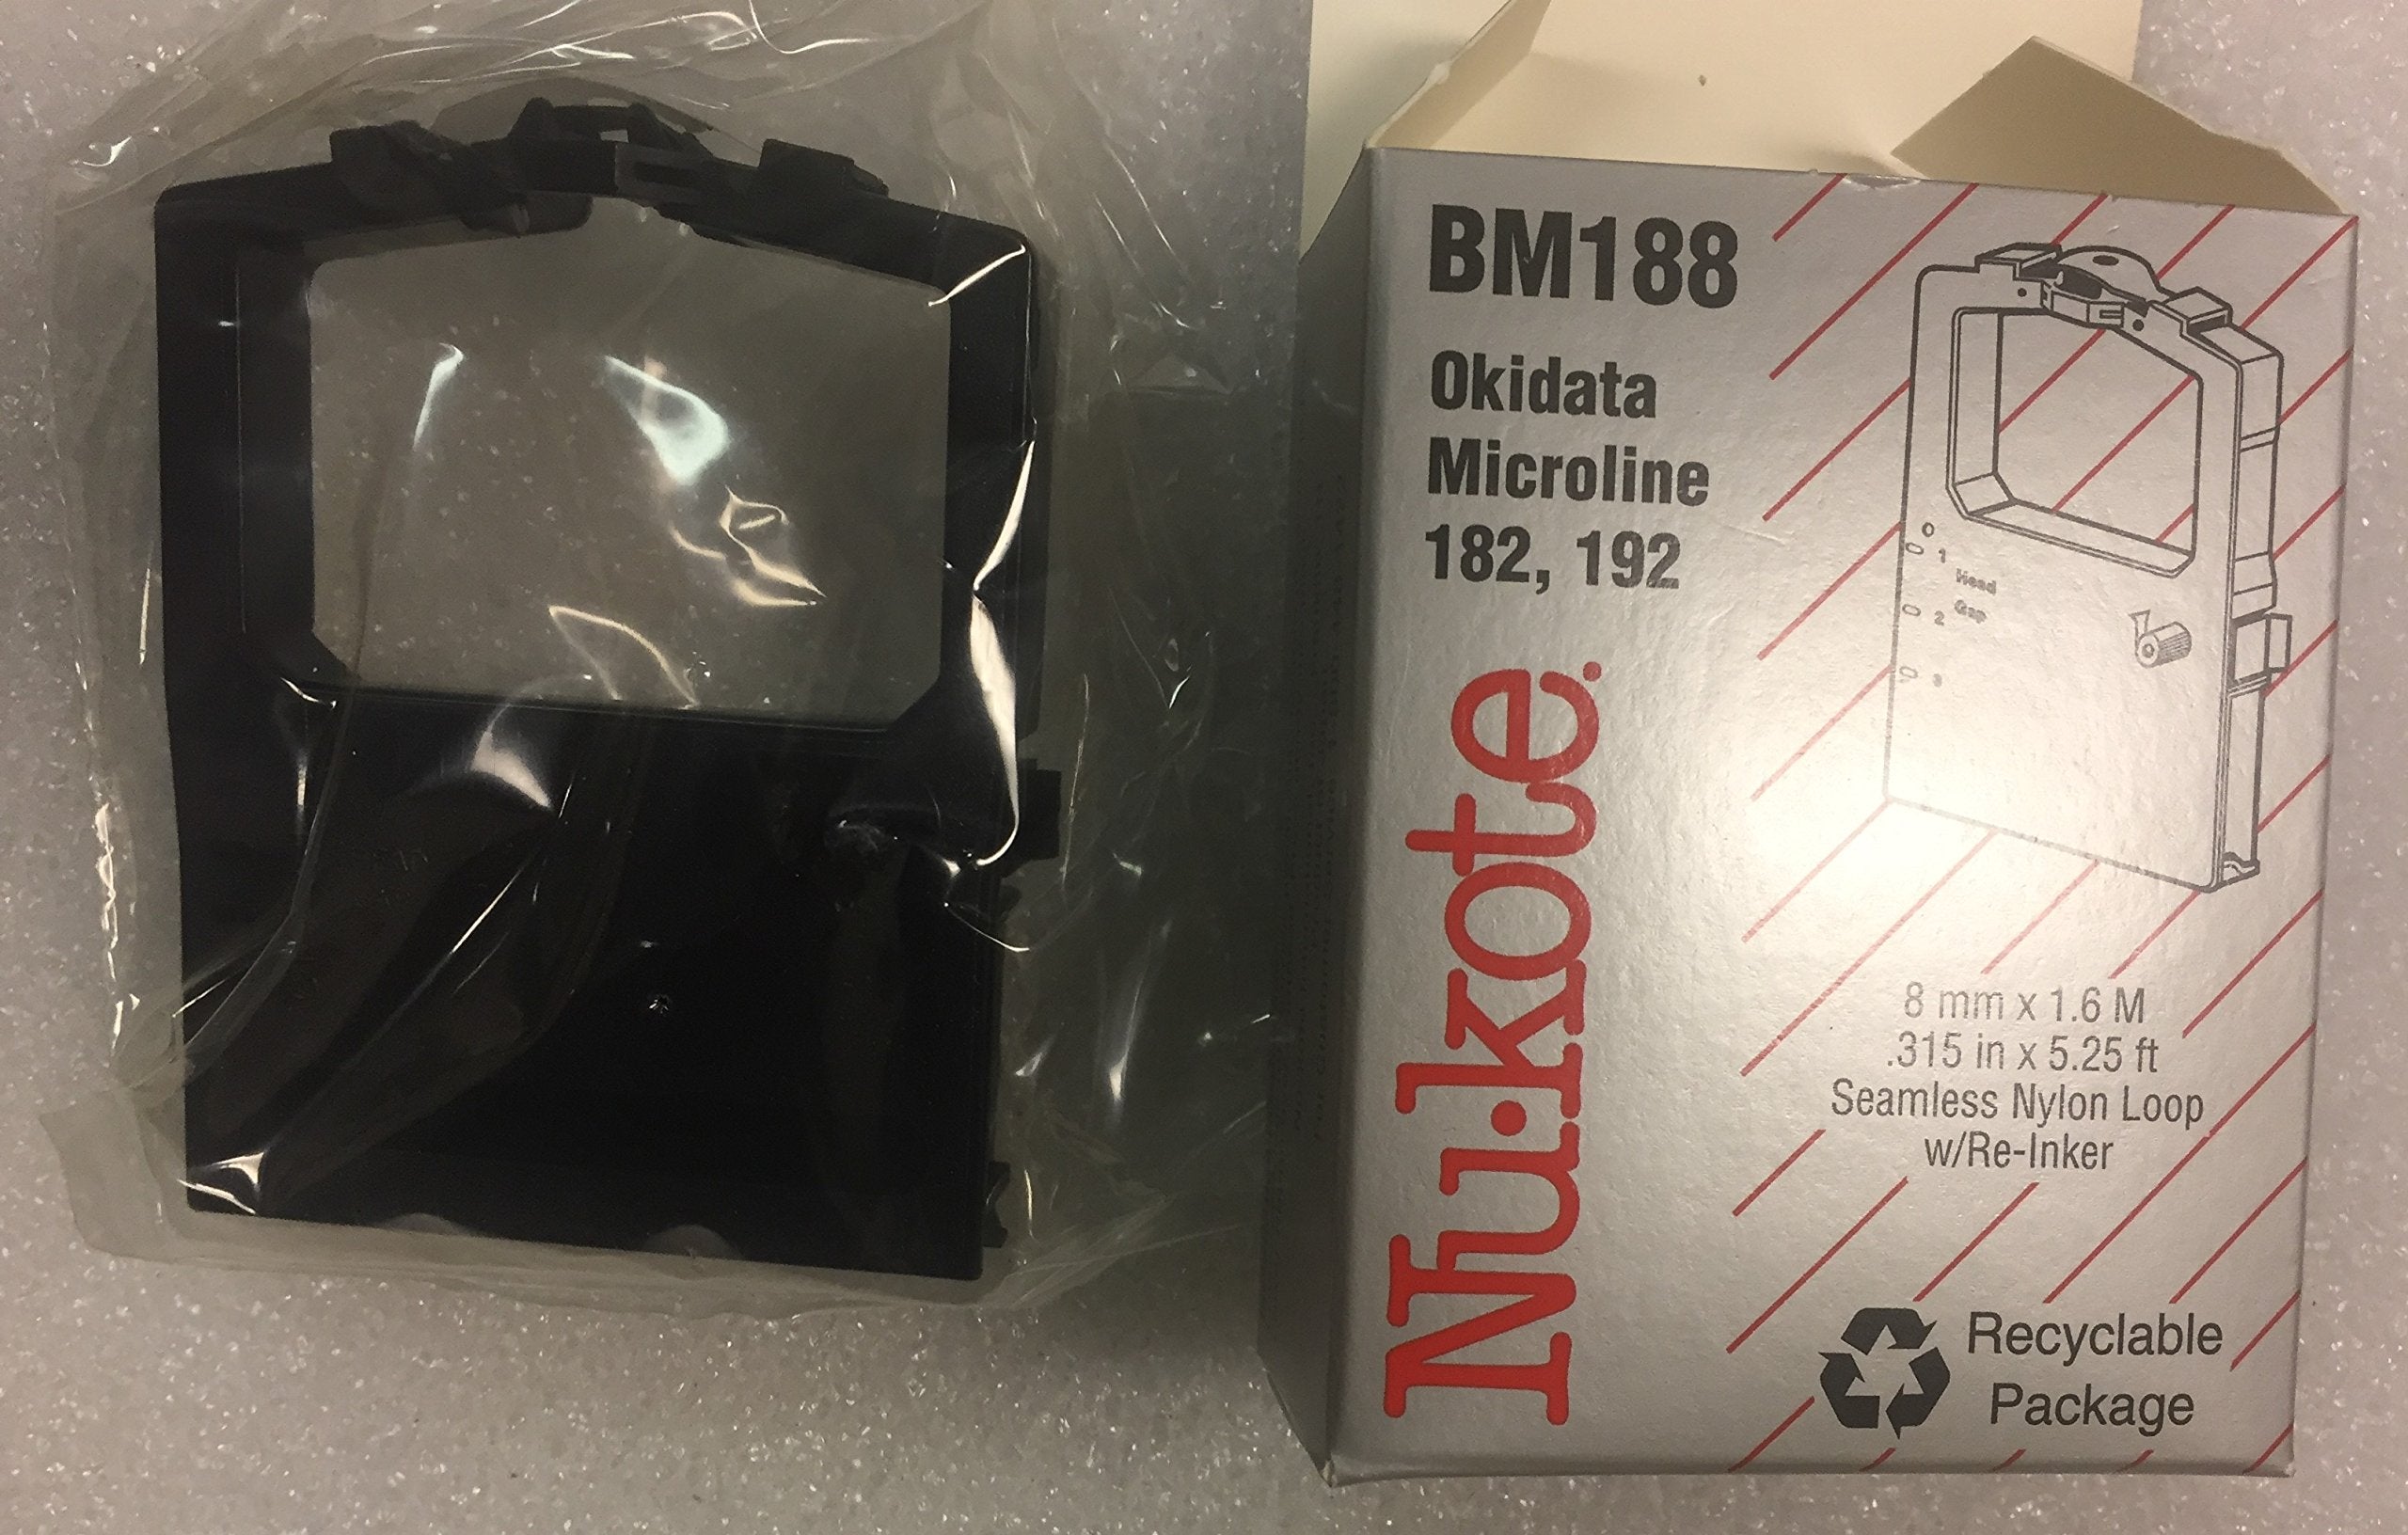 BM188
Okidata
Microline
182, 192
Nu·kote
1
Head
Gap
2
3
8 mm x 1.6 M
.315 in x 5.25 ft
Seamless Nylon Loop
w/Re-Inker
Recyclable
Package